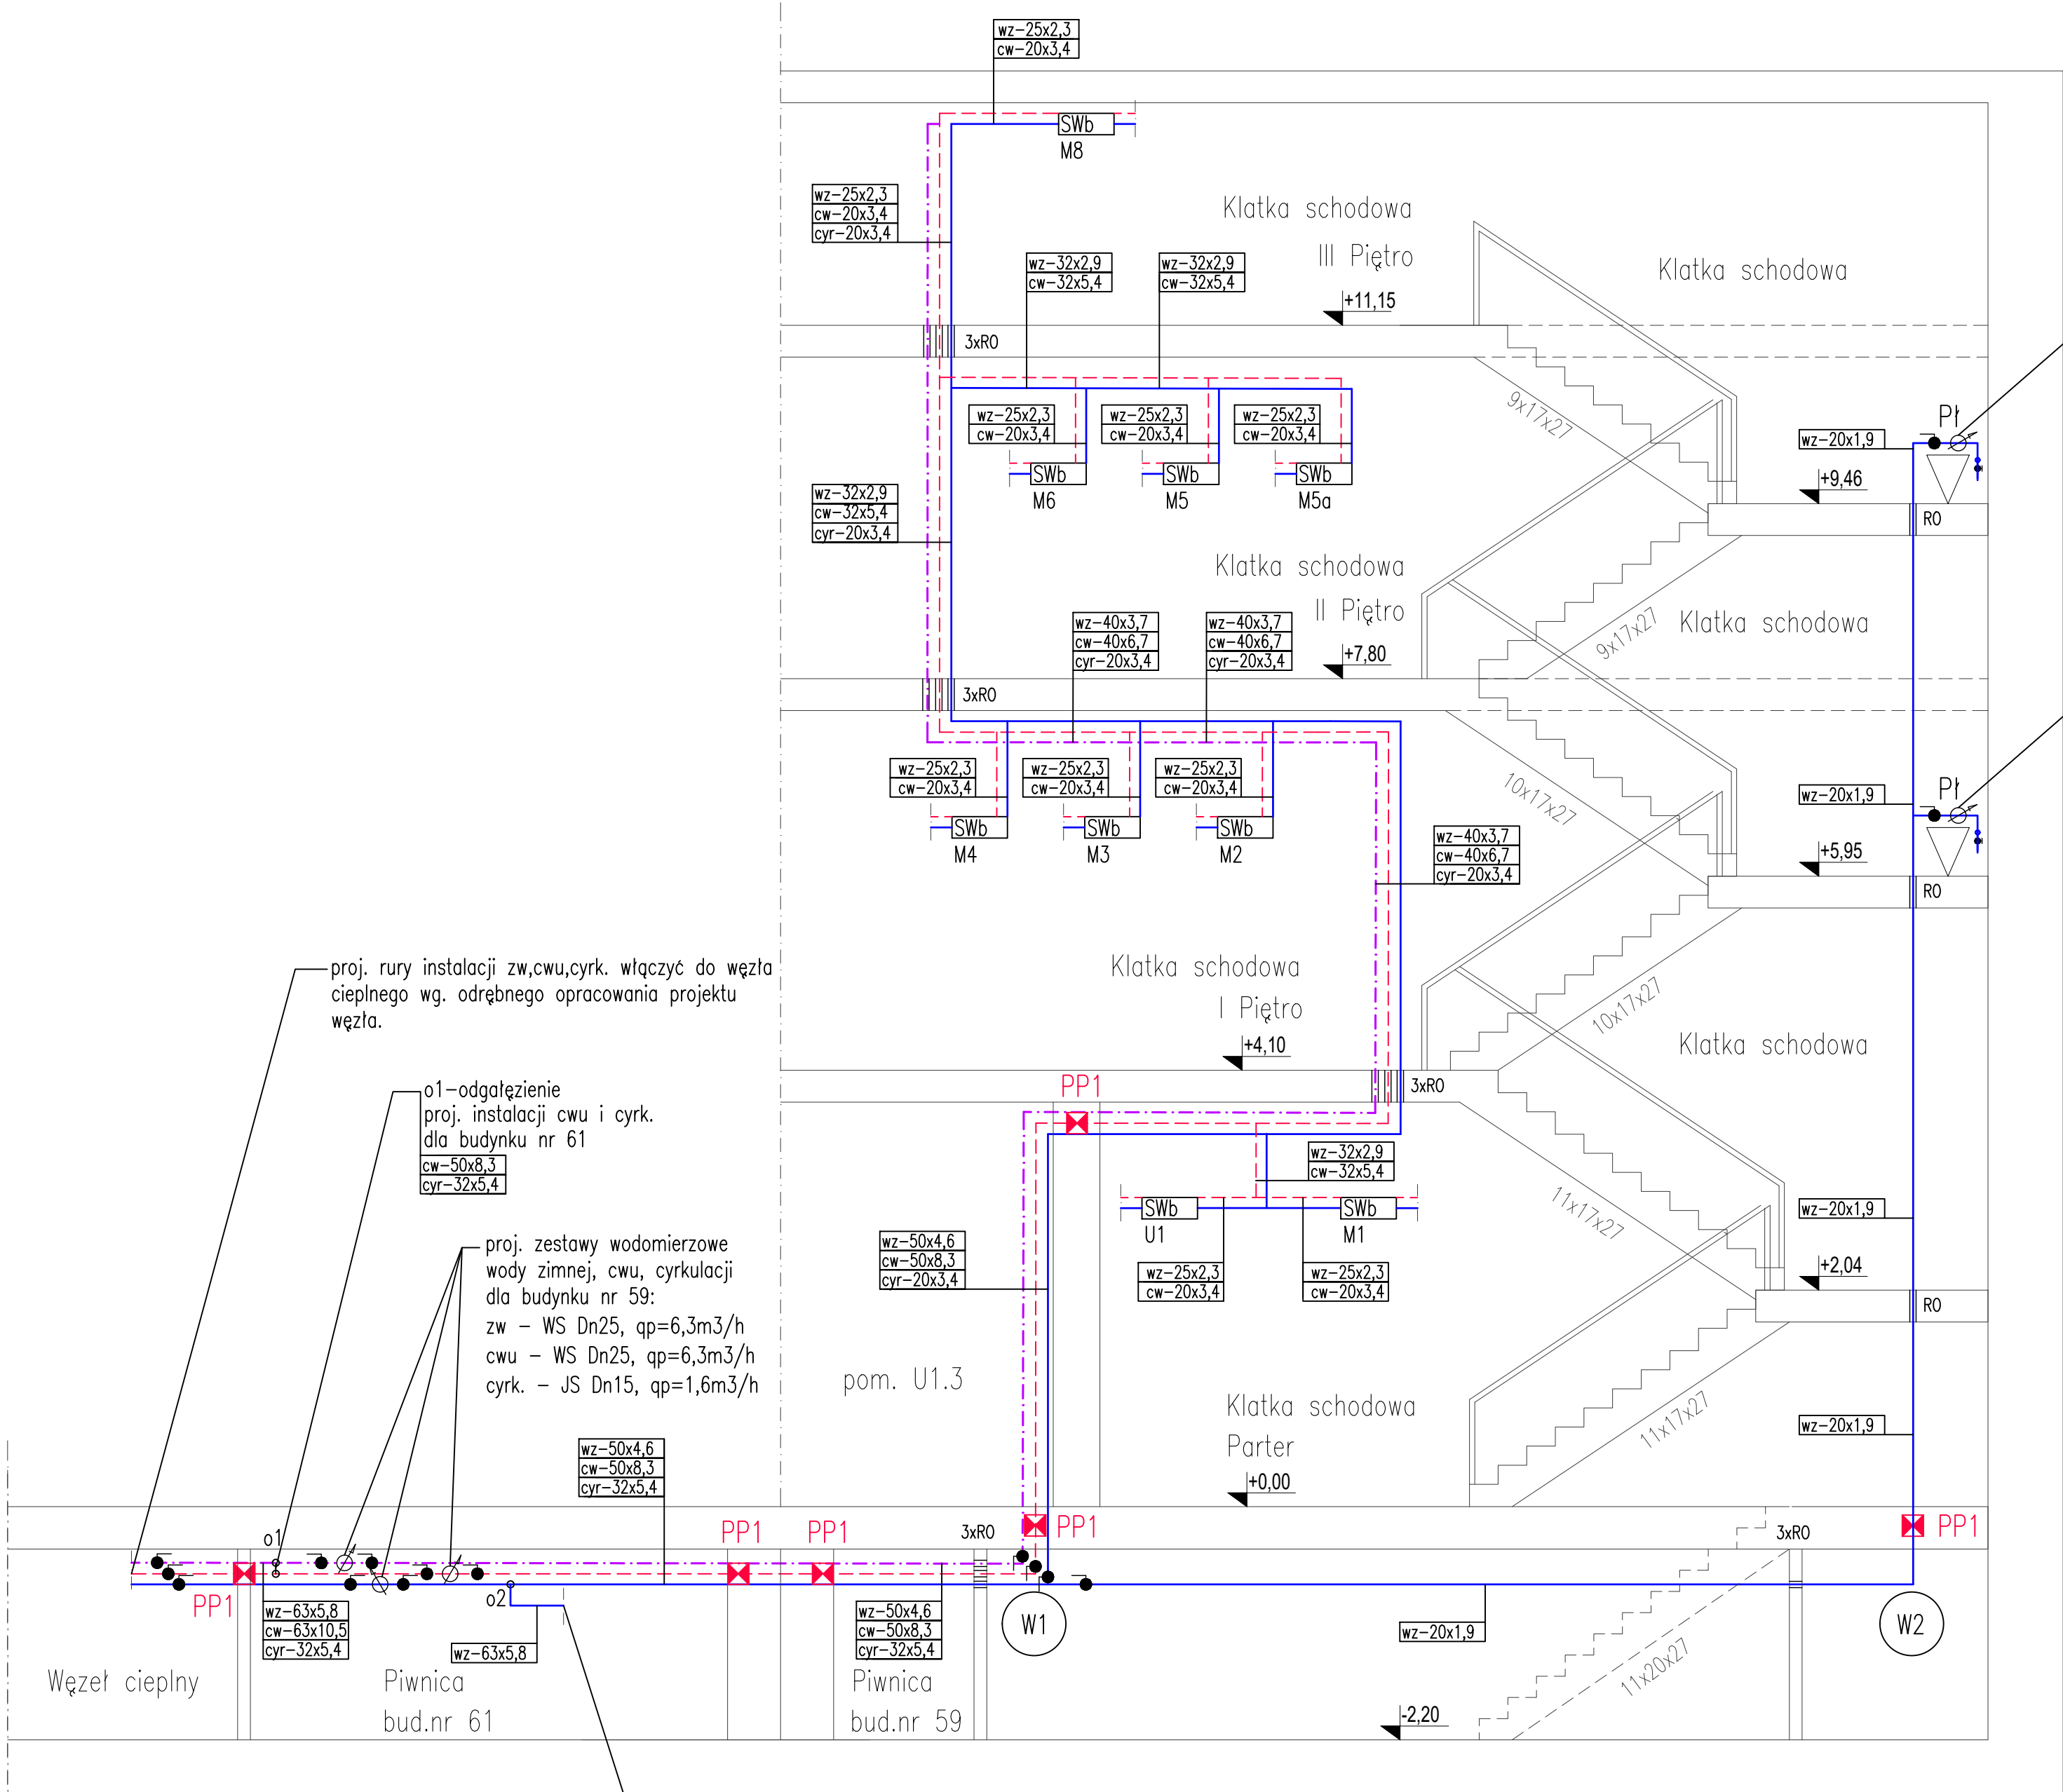 wz-25x2,3
cw-20x3,4
SWb
M8
wz-25x2,3
cw-20x3,4
cyr-20x3,4
Klatka schodowa
III Piętro
+11,15
Klatka schodowa
wz-32x2,9
cw-32x5,4
wz-32x2,9
cw-32x5,4
3xRO
wz-25x2,3
cw-20x3,4
SWb
M6
wz-25x2,3
cw-20x3,4
SWb
M5
wz-25x2,3
cw-20x3,4
SWb
M5a
9x17x27
wz-20x1,9
Pł
+9,46
RO
wz-32x2,9
cw-32x5,4
cyr-20x3,4
Klatka schodowa
II Piętro
+7,80
9x17x27
Klatka schodowa
wz-40x3,7
cw-40x6,7
cyr-20x3,4
wz-40x3,7
cw-40x6,7
cyr-20x3,4
3xRO
wz-25x2,3
cw-20x3,4
SWb
M4
wz-25x2,3
cw-20x3,4
SWb
M3
wz-25x2,3
cw-20x3,4
SWb
M2
10x17x27
wz-20x1,9
Pł
+5,95
RO
wz-40x3,7
cw-40x6,7
cyr-20x3,4
proj. rury instalacji zw,cwu,cyrk. włączyć do węzła
cieplnego wg. odrębnego opracowania projektu
węzła.
Klatka schodowa
I Piętro
+4,10
10x17x27
Klatka schodowa
o1-odgałęzienie
proj. instalacji cwu i cyrk.
dla budynku nr 61
cw-50x8,3
cyr-32x5,4
PP1
3xRO
wz-32x2,9
cw-32x5,4
SWb
U1
SWb
M1
wz-25x2,3
cw-20x3,4
wz-25x2,3
cw-20x3,4
11x17x27
wz-20x1,9
+2,04
RO
proj. zestawy wodomierzowe
wody zimnej, cwu, cyrkulacji
dla budynku nr 59:
zw - WS Dn25, qp=6,3m3/h
cwu - WS Dn25, qp=6,3m3/h
cyrk. - JS Dn15, qp=1,6m3/h
wz-50x4,6
cw-50x8,3
cyr-20x3,4
pom. U1.3
Klatka schodowa
Parter
+0,00
11x17x27
wz-20x1,9
wz-50x4,6
cw-50x8,3
cyr-32x5,4
o1
PP1
PP1
3xRO
PP1
3xRO
PP1
PP1
o2
wz-63x5,8
cw-63x10,5
cyr-32x5,4
wz-63x5,8
wz-50x4,6
cw-50x8,3
cyr-32x5,4
W1
wz-20x1,9
W2
11x20x27
Węzeł cieplny
Piwnica
bud.nr 61
Piwnica
bud.nr 59
-2,20